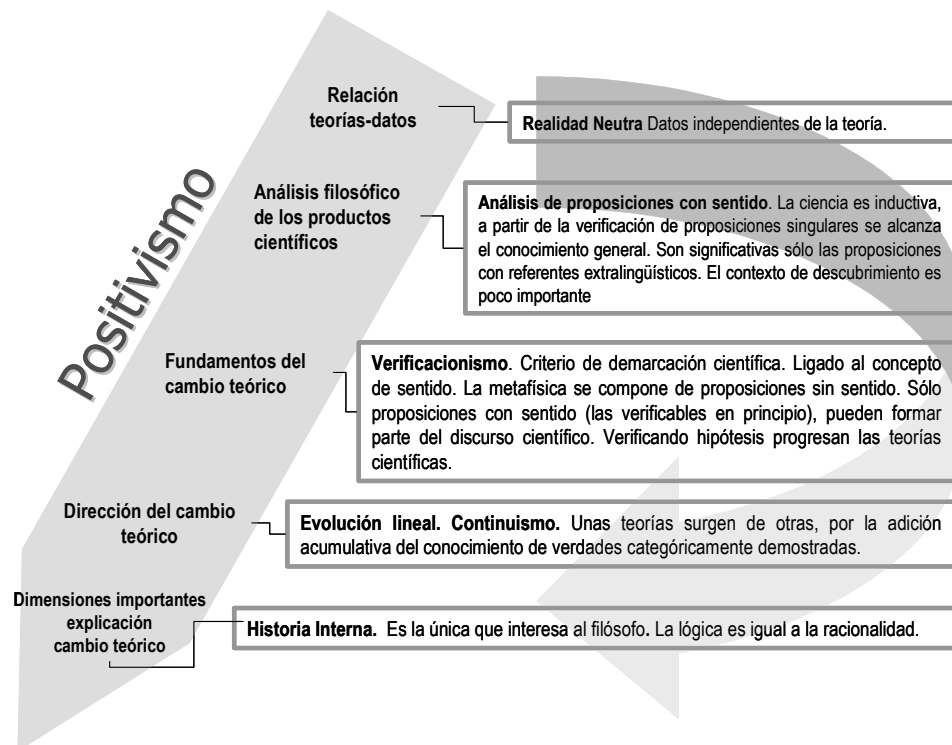 Positivismo
Relación
teorías-datos
Realidad Neutra Datos independientes de la teoría.
Análisis filosófico
de los productos
científicos
Análisis de proposiciones con sentido. La ciencia es inductiva,
a partir de la verificación de proposiciones singulares se alcanza
el conocimiento general. Son significativas sólo las proposiciones
con referentes extralingüísticos. El contexto de descubrimiento es
poco importante
Fundamentos del
cambio teórico
Verificacionismo. Criterio de demarcación científica. Ligado al concepto
de sentido. La metafísica se compone de proposiciones sin sentido. Sólo
proposiciones con sentido (las verificables en principio), pueden formar
parte del discurso científico. Verificando hipótesis progresan las teorías
científicas.
Dirección del cambio
teórico
Evolución lineal. Continuismo. Unas teorías surgen de otras, por la adición
acumulativa del conocimiento de verdades categóricamente demostradas.
Dimensiones importantes
explicación
cambio teórico
Historia Interna. Es la única que interesa al filósofo. La lógica es igual a la racionalidad.